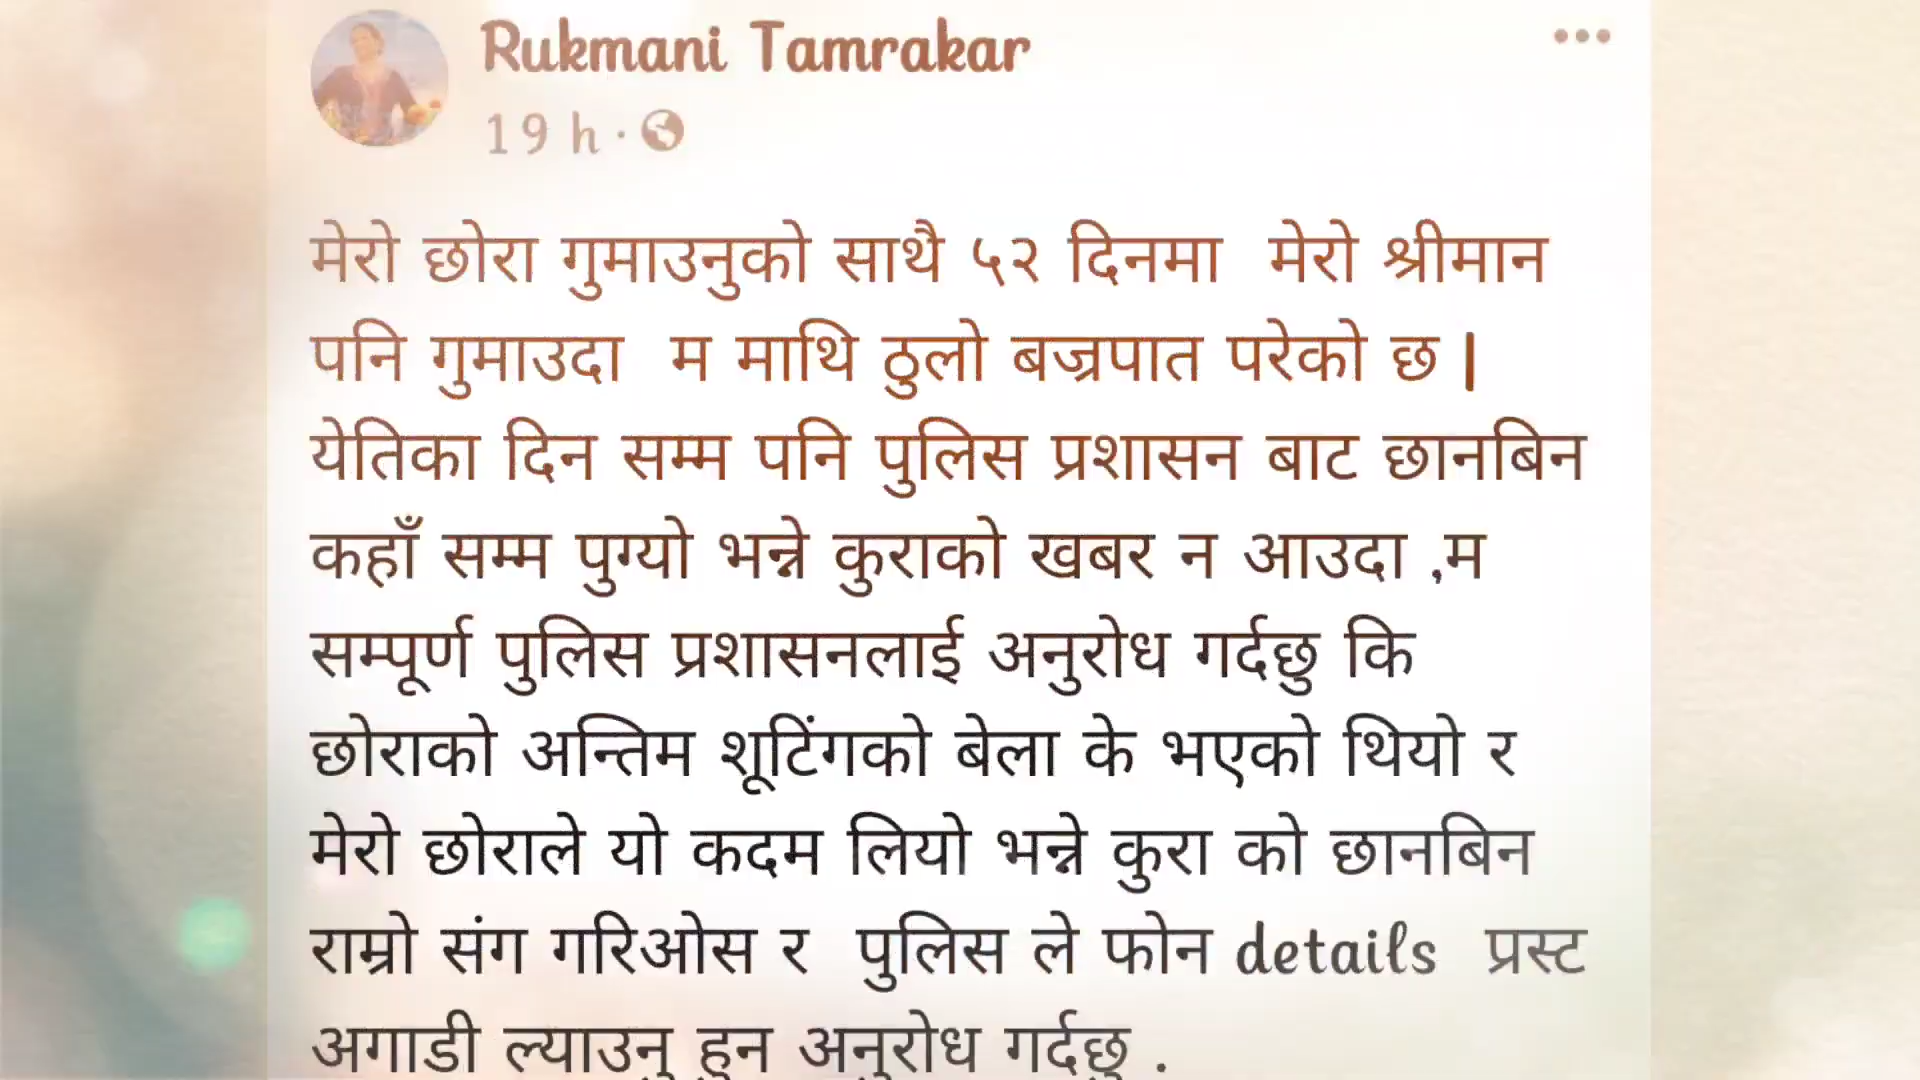 Rukmani Tamrakar
19 h ·
मेरो छोरा गुमाउनुको साथै ५२ दिनमा मेरो श्रीमान
पनि गुमाउदा म माथि ठुलो बज्रपात परेको छ |
येतिका दिन सम्म पनि पुलिस प्रशासन बाट छानबिन
कहाँ सम्म पुग्यो भन्ने कुराको खबर न आउदा ,म
सम्पूर्ण पुलिस प्रशासनलाई अनुरोध गर्दछु कि
छोराको अन्तिम शूटिंगको बेला के भएको थियो र
मेरो छोराले यो कदम लियो भन्ने कुरा को छानबिन
राम्रो संग गरिओस र पुलिस ले फोन details प्रस्ट
अगाडी ल्याउनु हुन अनुरोध गर्दछु .